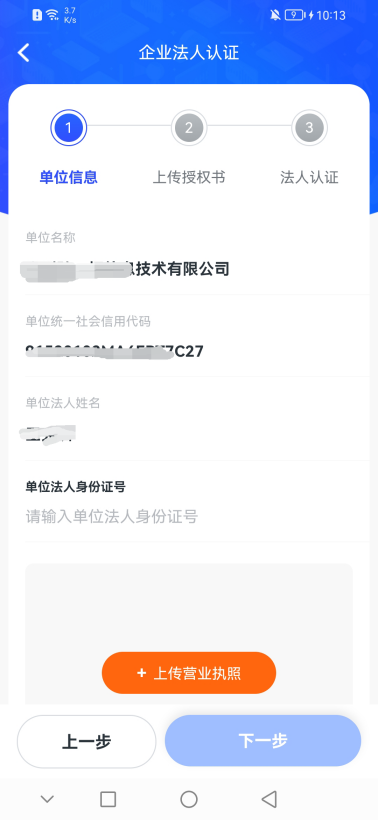 3.7
K/s
9
10:13
企业法人认证
1
2
3
单位信息
上传授权书
法人认证
单位名称
技术有限公司
单位统一社会信用代码
7C27
单位法人姓名
单位法人身份证号
请输入单位法人身份证号
+ 上传营业执照
上一步
下一步